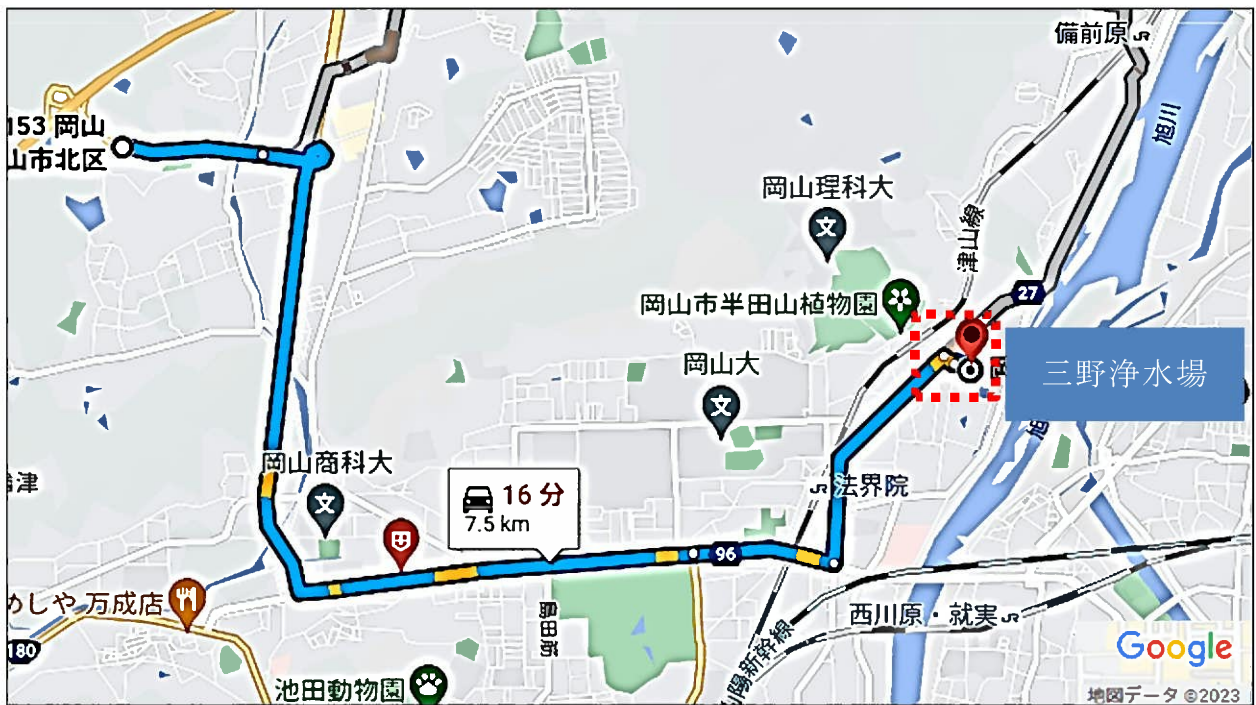 備前原
旭川
153 岡山
山市北区
岡山理科大
津山線
岡山市半田山植物園
27
三野浄水場
岡山大
岡山商科大
16 分
7.5 km
法界院
96
めしや 万成店
西川原・就実
山陽新幹線
180
池田動物園
Google
地図データ ©2023